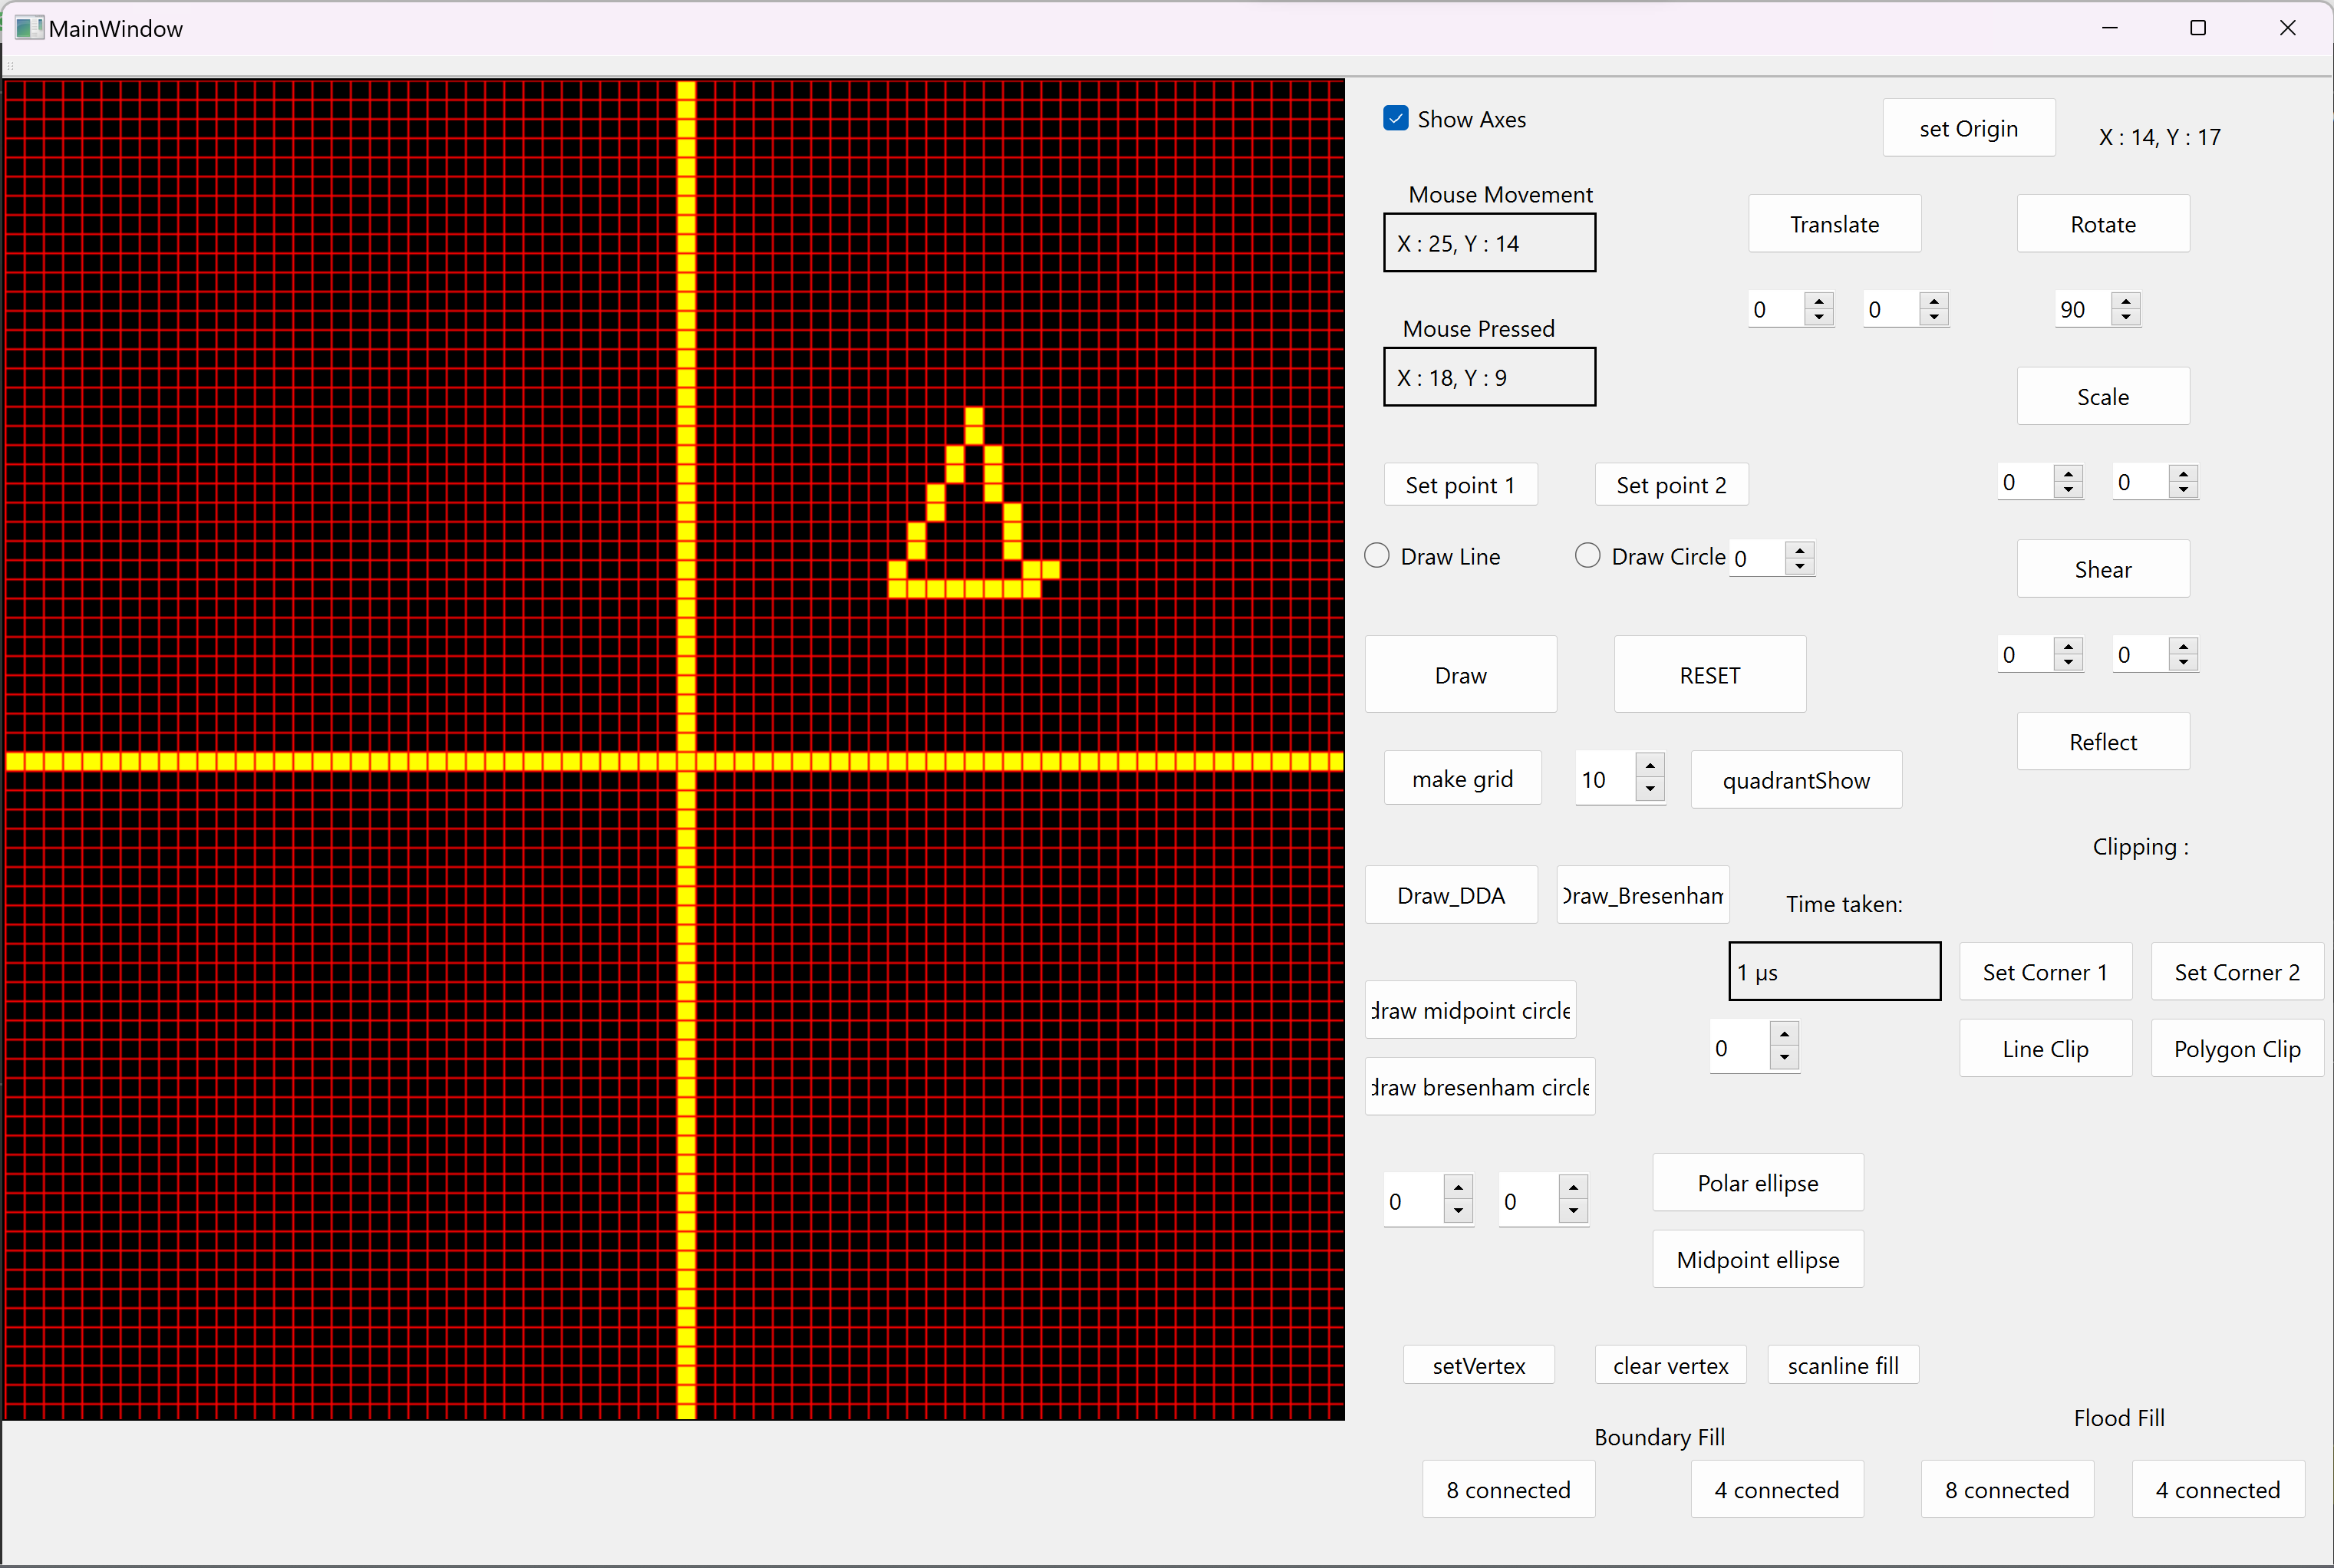 MainWindow
Show Axes
set Origin
X : 14, Y : 17
Mouse Movement
X : 25, Y : 14
Translate
Rotate
0
0
90
Mouse Pressed
X : 18, Y : 9
Scale
Set point 1
Set point 2
0
0
Draw Line
Draw Circle
0
Shear
Draw
RESET
0
0
Reflect
make grid
10
quadrantShow
Clipping :
Draw_DDA
Draw_Bresenham
Time taken:
1 µs
Set Corner 1
Set Corner 2
draw midpoint circle
0
Line Clip
Polygon Clip
draw bresenham circle
0
0
Polar ellipse
Midpoint ellipse
setVertex
clear vertex
scanline fill
Flood Fill
Boundary Fill
8 connected
4 connected
8 connected
4 connected